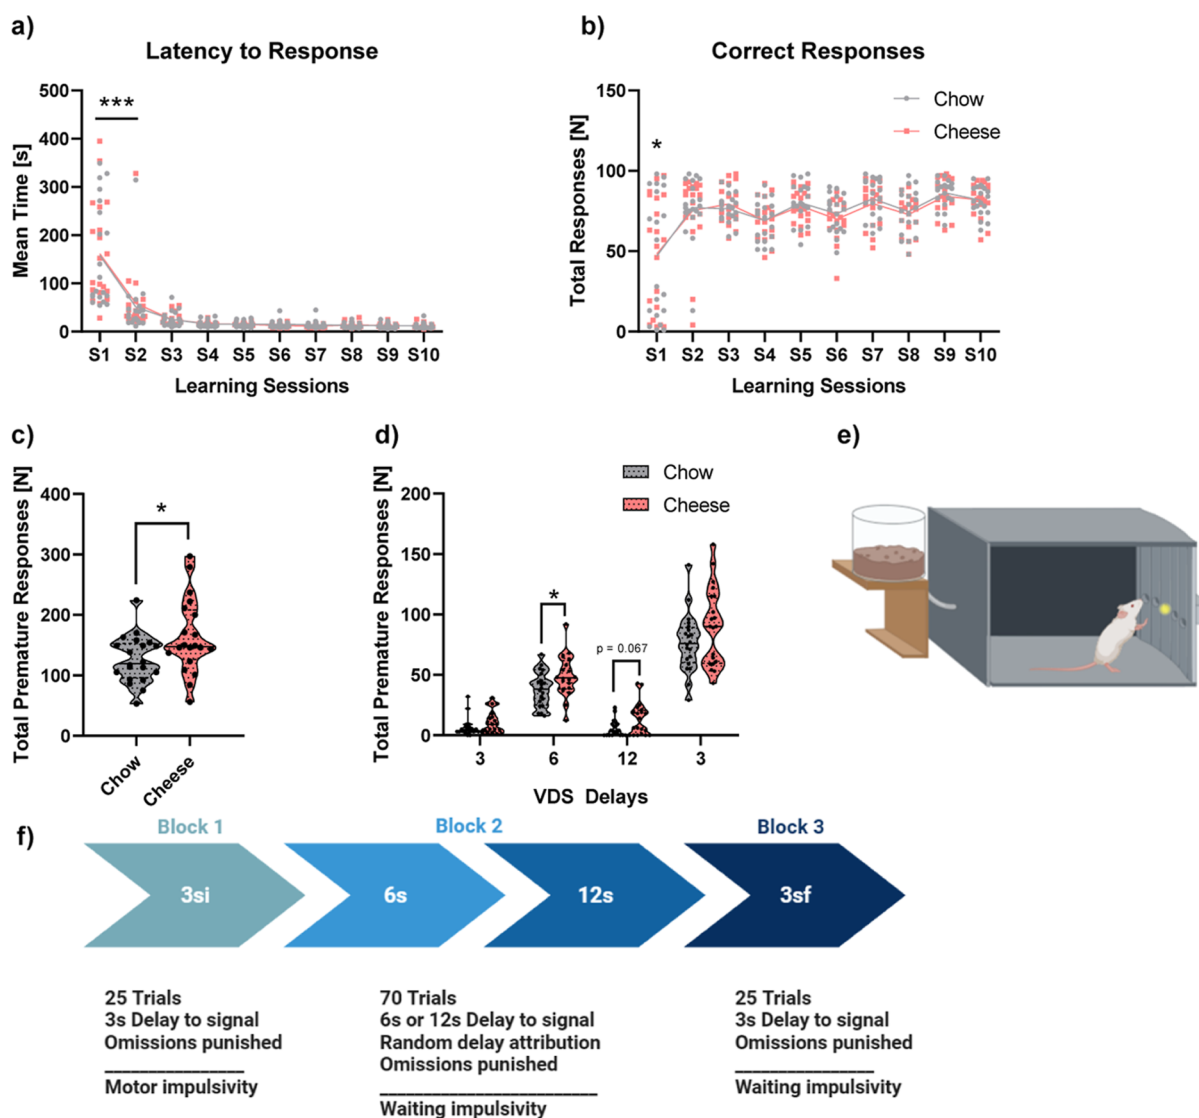 a)
Latency to Response
500
400
300
200
100
0
Mean Time [s]
***
S1 S2 S3 S4 S5 S6 S7 S8 S9 S10
Learning Sessions
b)
Correct Responses
150
100
50
0
Total Responses [N]
*
Chow
Cheese
S1 S2 S3 S4 S5 S6 S7 S8 S9 S10
Learning Sessions
c)
400
300
200
100
0
Total Premature Responses [N]
*
Chow
Cheese
d)
200
150
100
50
0
Total Premature Responses [N]
Chow
Cheese
*
p = 0.067
3 6 12 3
VDS Delays
e)
f)
Block 1
Block 2
Block 3
3si
6s
12s
3sf
25 Trials
3s Delay to signal
Omissions punished
Motor impulsivity
70 Trials
6s or 12s Delay to signal
Random delay attribution
Omissions punished
Waiting impulsivity
25 Trials
3s Delay to signal
Omissions punished
Waiting impulsivity